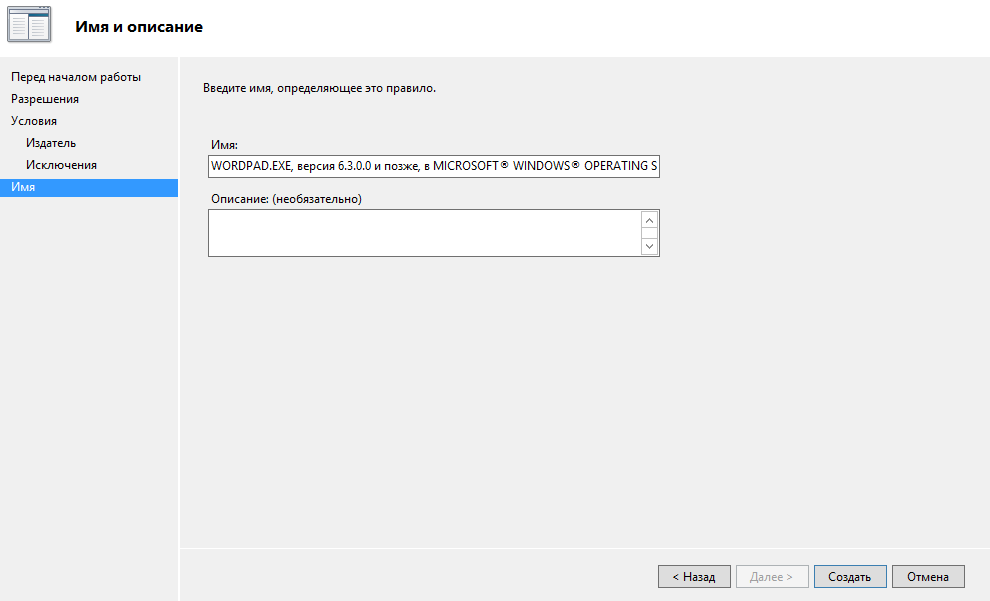 Имя и описание
Перед началом работы
Разрешения
Условия
Издатель
Исключения
Имя
Введите имя, определяющее это правило.
Имя:
WORDPAD.EXE, версия 6.3.0.0 и позже, в MICROSOFT® WINDOWS® OPERATING S
Описание: (необязательно)
< Назад
Далее >
Создать
Отмена